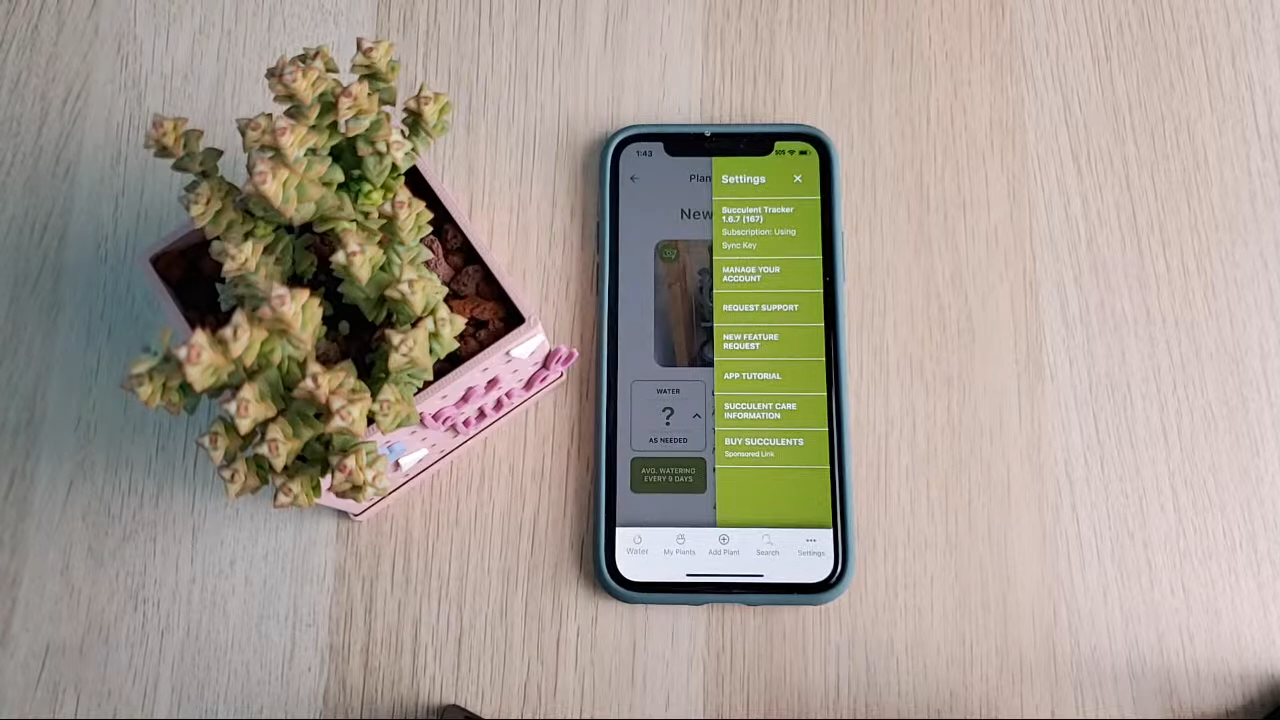 1:43
SOS
Plan
Settings
New
Succulent Tracker
1.6.7 (167)
Subscription: Using
Sync Key
MANAGE YOUR
ACCOUNT
REQUEST SUPPORT
NEW FEATURE
REQUEST
APP TUTORIAL
SUCCULENT CARE
INFORMATION
BUY SUCCULENTS
Sponsored Link
WATER
?
AS NEEDED
AVG. WATERING
EVERY 9 DAYS
Water
My Plants
Add Plant
Search
Settings